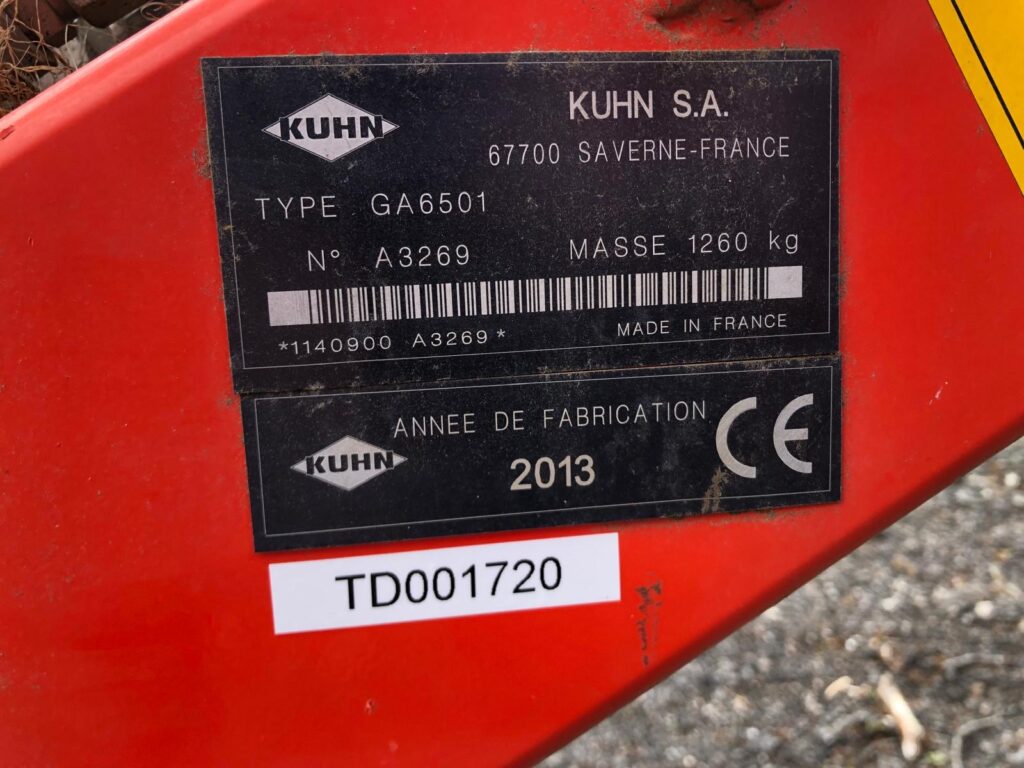 KUHN
KUHN S.A.
67700 SAVERNE-FRANCE
TYPE GA6501
N° A3269 MASSE 1260 kg
*1140900 A3269*
MADE IN FRANCE
ANNEE DE FABRICATION
KUHN
2013
CE
TD001720